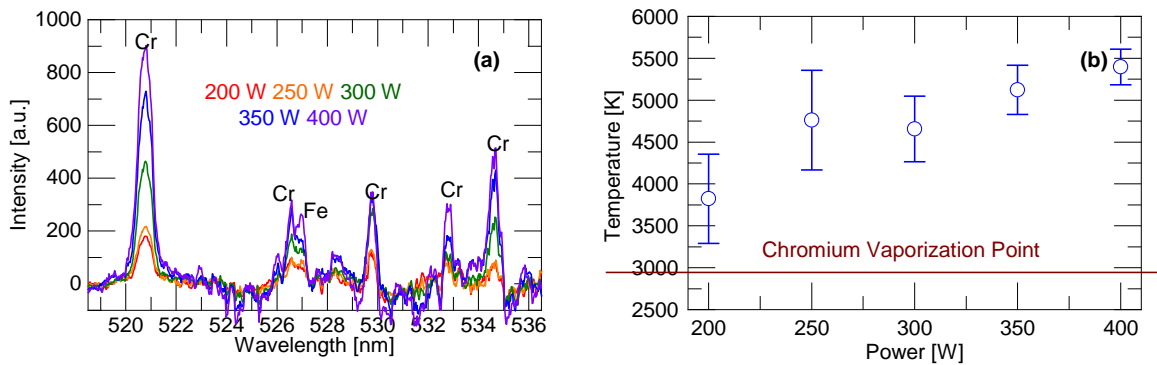 1000
800
600
400
200
0
Intensity [a.u.]
Cr
(a)
200 W 250 W 300 W
350 W 400 W
Cr
Fe
Cr
Cr
Cr
520 522 524 526 528 530 532 534 536
Wavelength [nm]
6000
5500
5000
4500
4000
3500
3000
2500
Temperature [K]
(b)
Chromium Vaporization Point
200 250 300 350 400
Power [W]